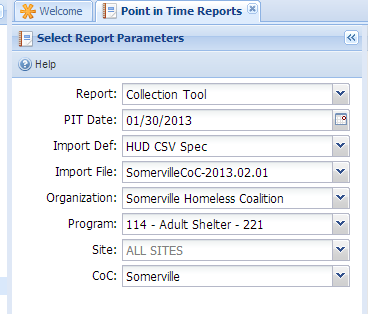 Welcome Point in Time Reports
Select Report Parameters
Help
Report: Collection Tool
PIT Date: 01/30/2013
Import Def: HUD CSV Spec
Import File: SomervilleCoC-2013.02.01
Organization: Somerville Homeless Coalition
Program: 114 - Adult Shelter - 221
Site: ALL SITES
CoC: Somerville